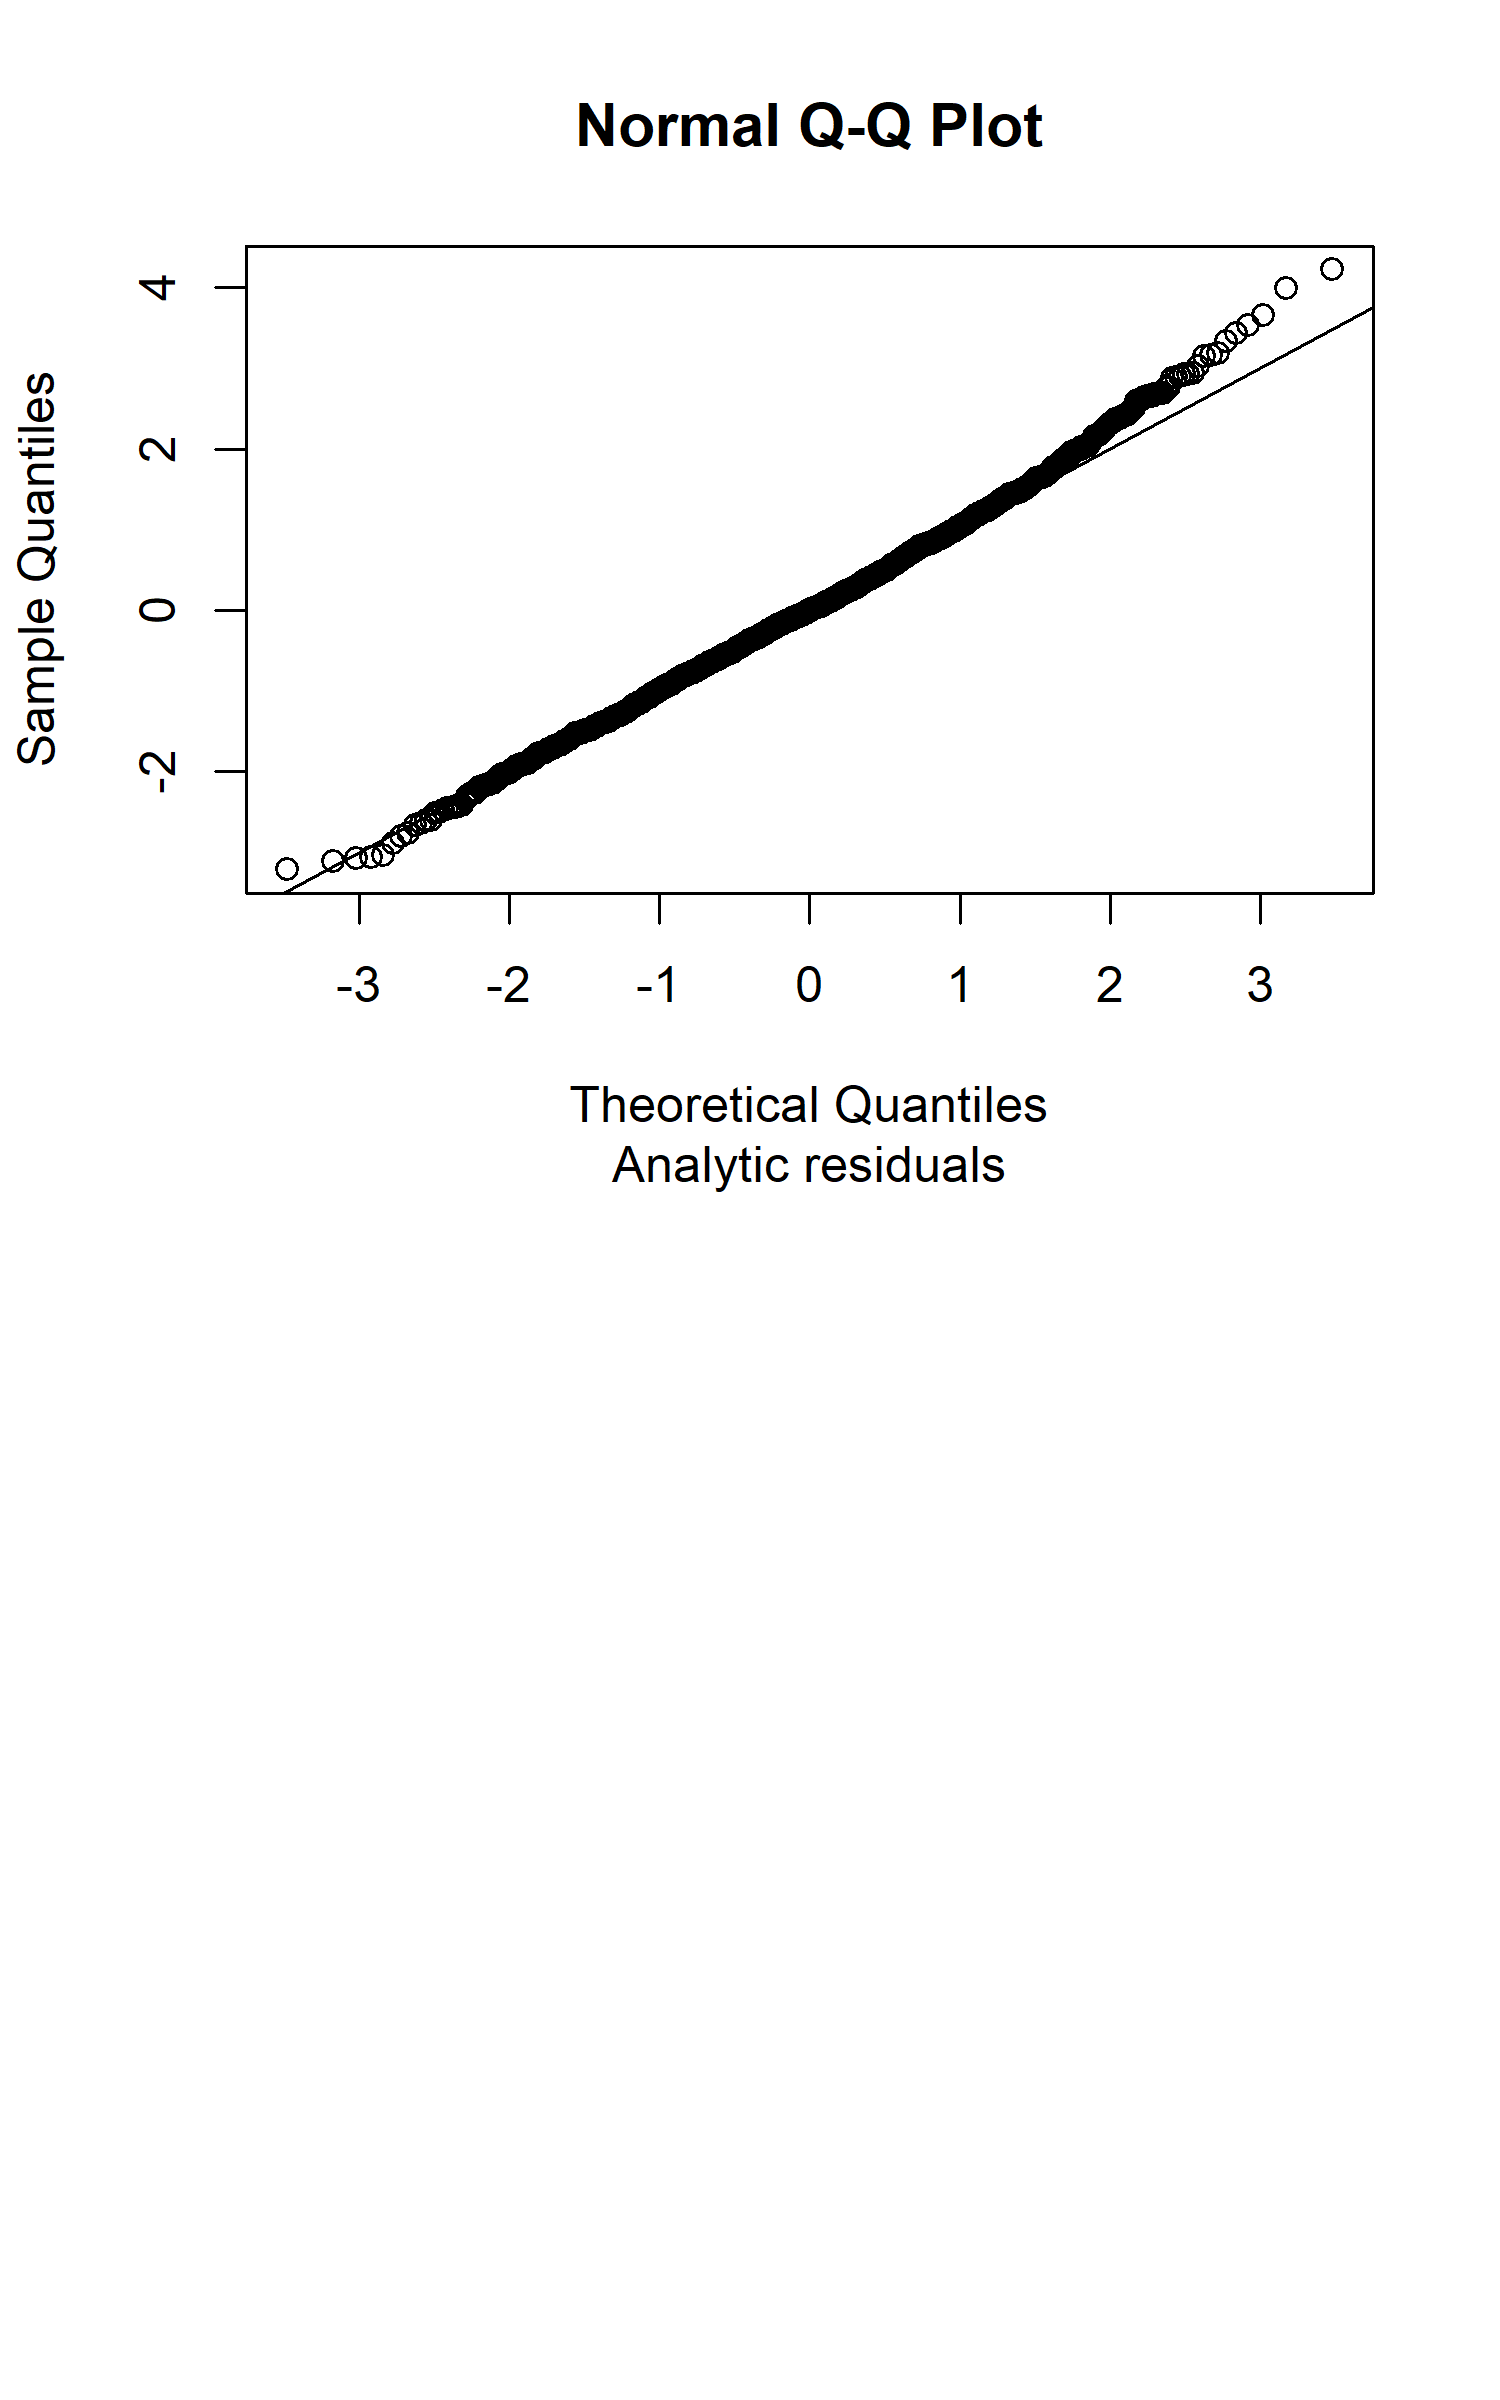 Normal Q-Q Plot
Sample Quantiles
4
2
0
-2
-3 -2 -1 0 1 2 3
Theoretical Quantiles
Analytic residuals